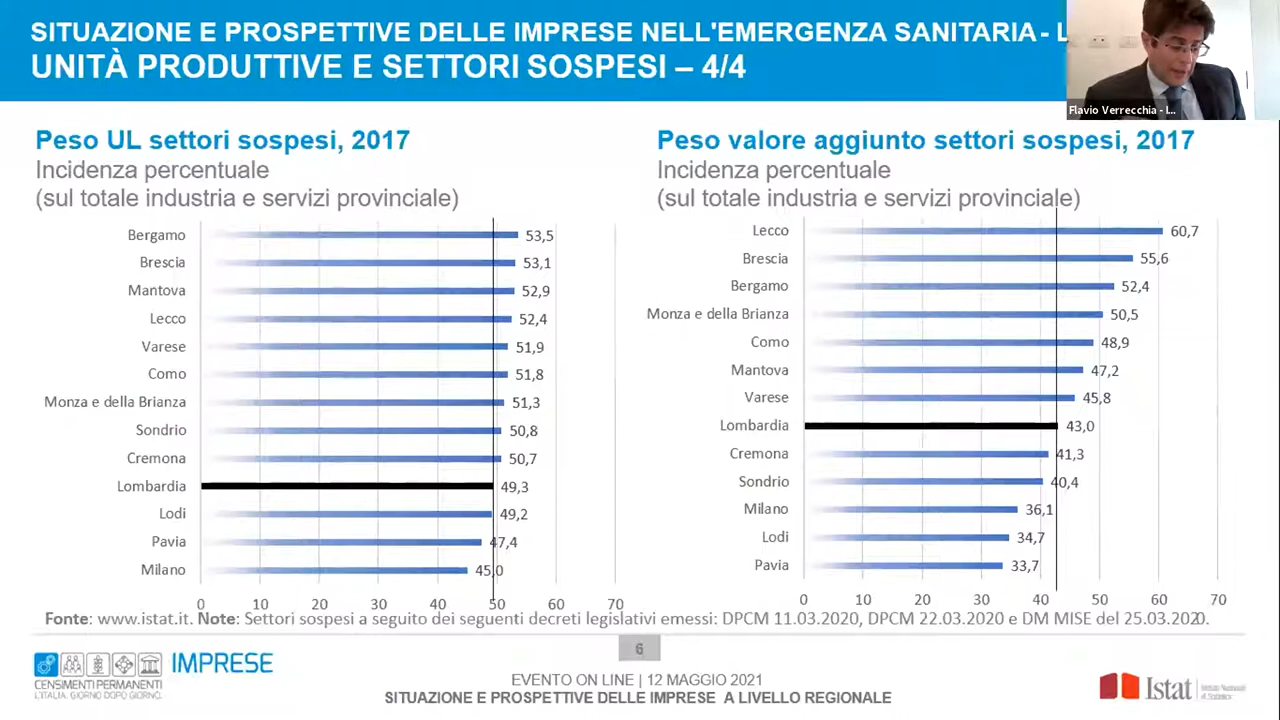 SITUAZIONE E PROSPETTIVE DELLE IMPRESE NELL'EMERGENZA SANITARIA - L
UNITÀ PRODUTTIVE E SETTORI SOSPESI – 4/4
Flavio Verrecchia - I...
Peso UL settori sospesi, 2017
Incidenza percentuale
(sul totale industria e servizi provinciale)
Bergamo 53,5
Brescia 53,1
Mantova 52,9
Lecco 52,4
Varese 51,9
Como 51,8
Monza e della Brianza 51,3
Sondrio 50,8
Cremona 50,7
Lombardia 49,3
Lodi 49,2
Pavia 47,4
Milano 45,0
0 10 20 30 40 50 60 70
Peso valore aggiunto settori sospesi, 2017
Incidenza percentuale
(sul totale industria e servizi provinciale)
Lecco 60,7
Brescia 55,6
Bergamo 52,4
Monza e della Brianza 50,5
Como 48,9
Mantova 47,2
Varese 45,8
Lombardia 43,0
Cremona 41,3
Sondrio 40,4
Milano 36,1
Lodi 34,7
Pavia 33,7
0 10 20 30 40 50 60 70
Fonte: www.istat.it. Note: Settori sospesi a seguito dei seguenti decreti legislativi emessi: DPCM 11.03.2020, DPCM 22.03.2020 e DM MISE del 25.03.2020.
6
IMPRESE
CENSIMENTI PERMANENTI
L'ITALIA, GIORNO DOPO GIORNO.
EVENTO ON LINE | 12 MAGGIO 2021
SITUAZIONE E PROSPETTIVE DELLE IMPRESE A LIVELLO REGIONALE
Istat